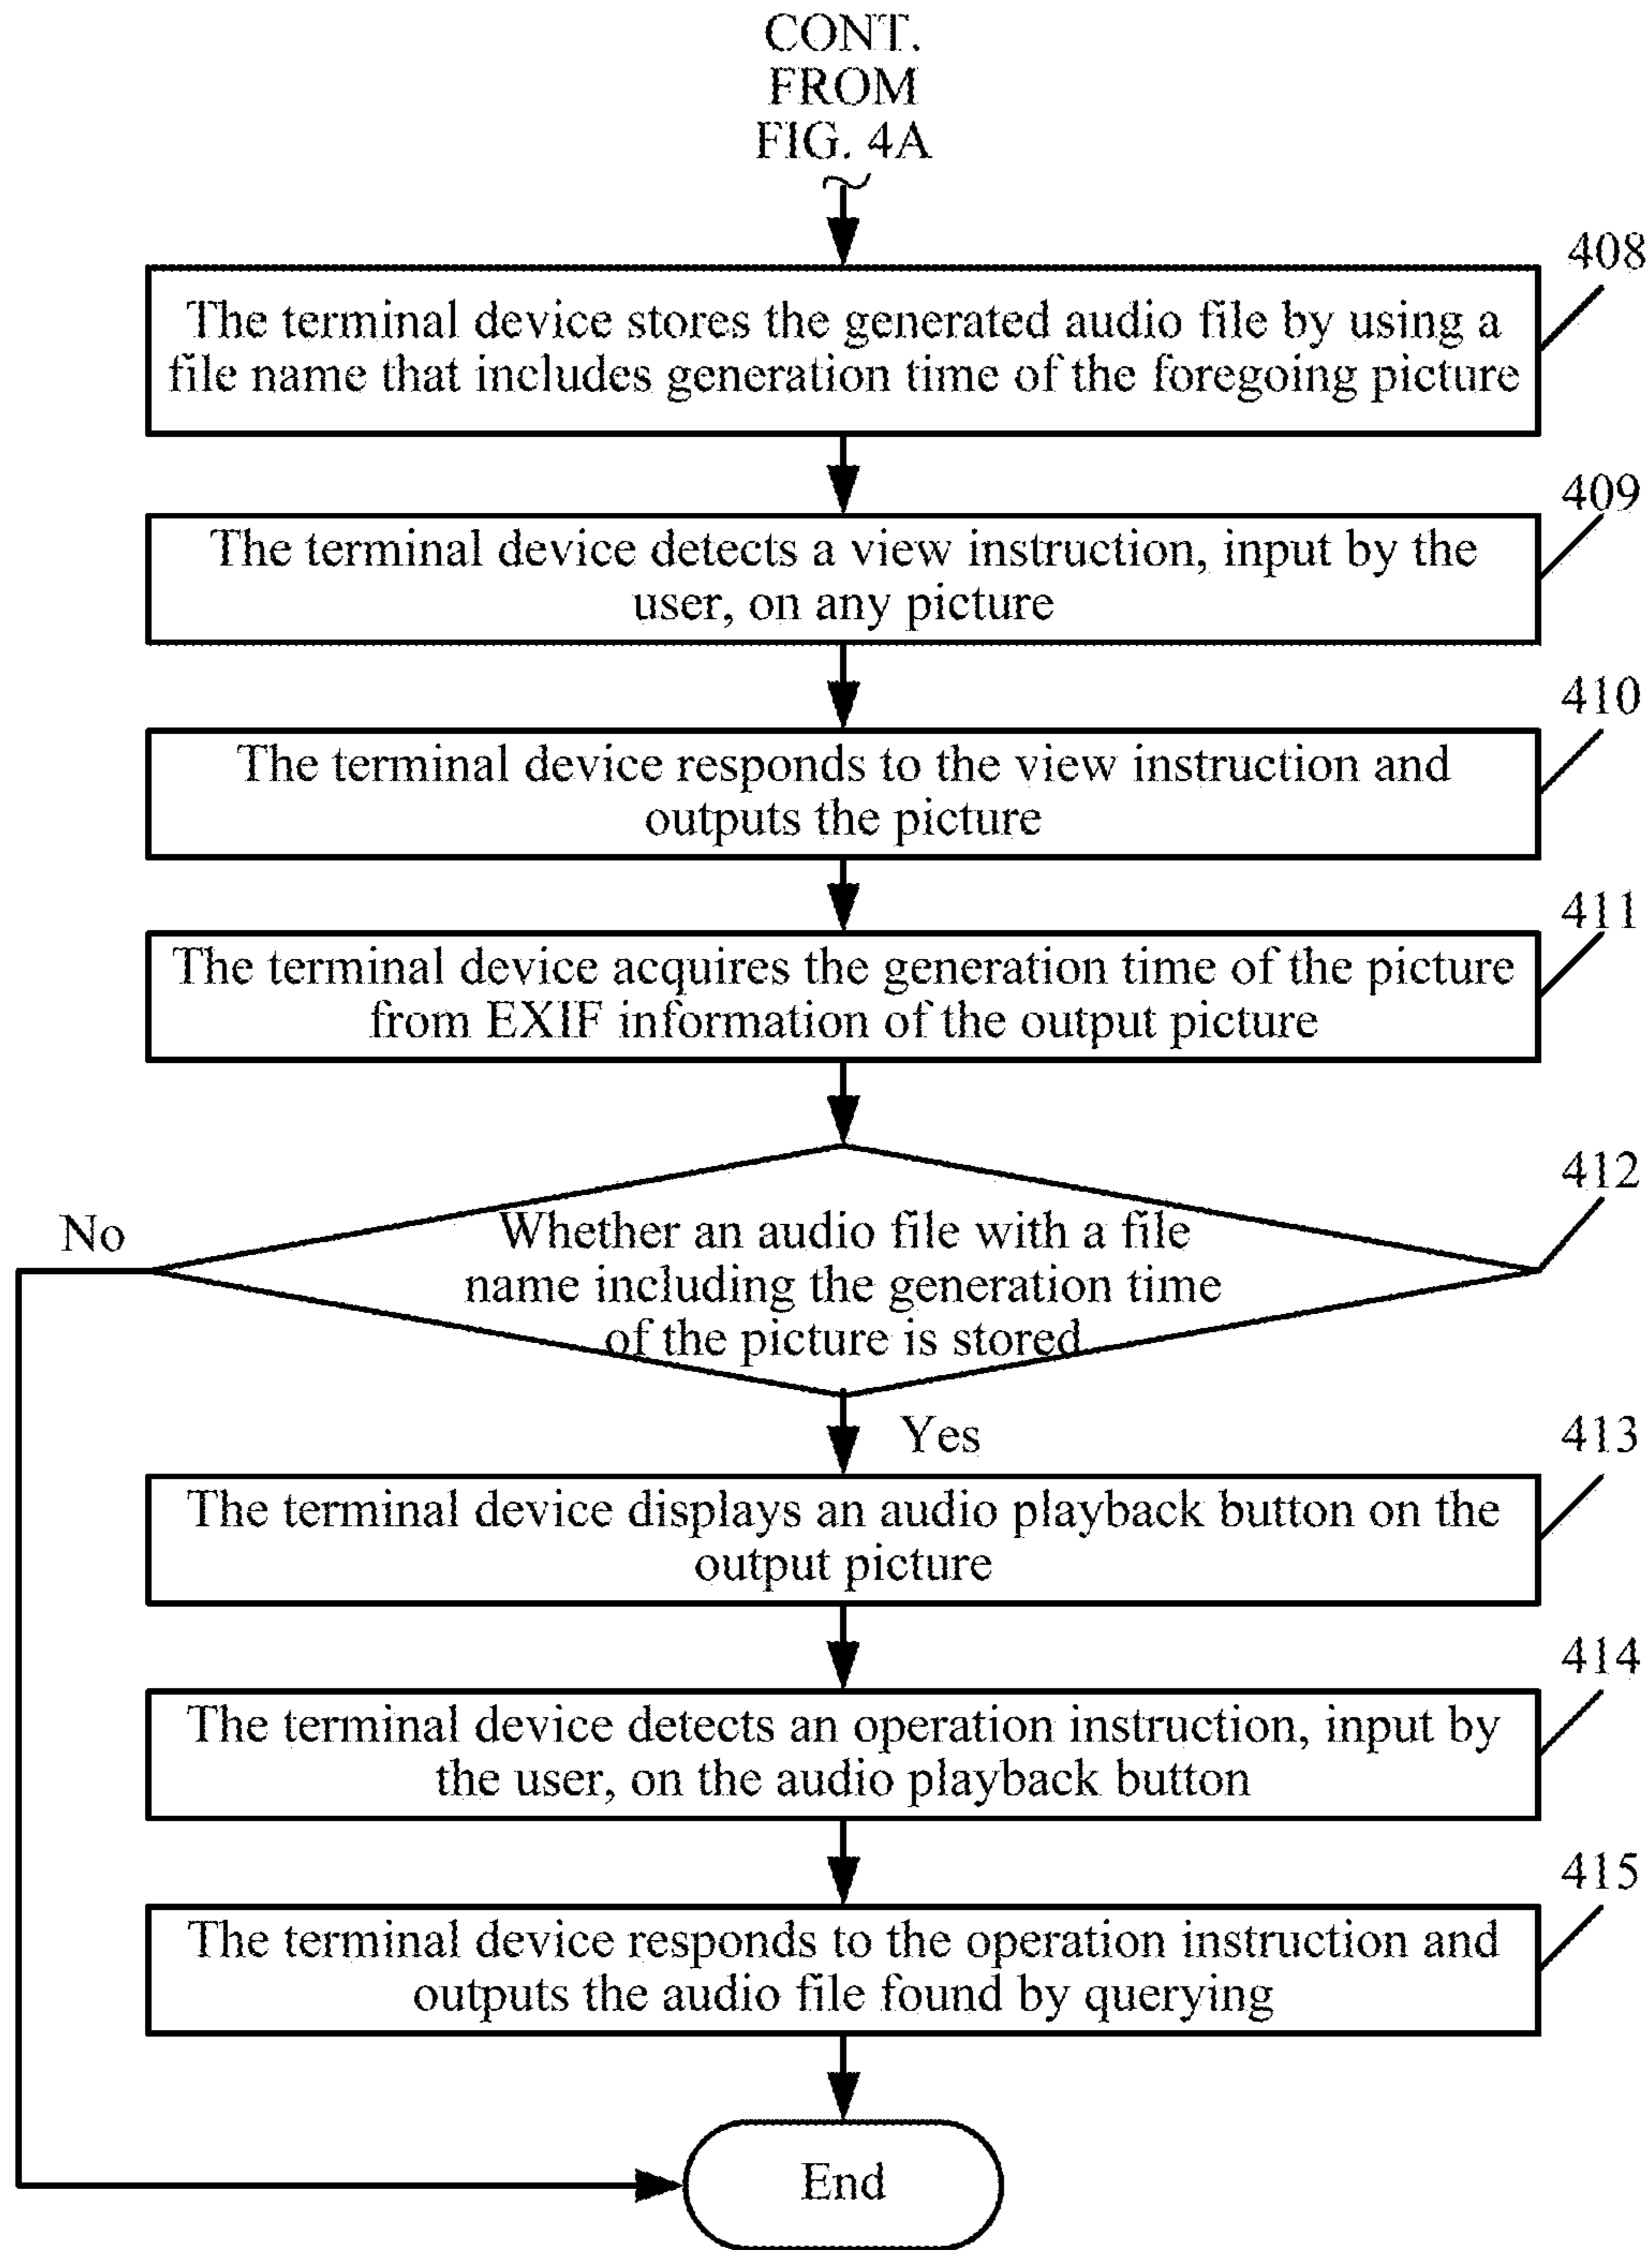 CONT.
FROM
FIG. 4A
408
The terminal device stores the generated audio file by using a
file name that includes generation time of the foregoing picture
409
The terminal device detects a view instruction, input by the
user, on any picture
410
The terminal device responds to the view instruction and
outputs the picture
411
The terminal device acquires the generation time of the picture
from EXIF information of the output picture
412
No
Whether an audio file with a file
name including the generation time
of the picture is stored
Yes
413
The terminal device displays an audio playback button on the
output picture
414
The terminal device detects an operation instruction, input by
the user, on the audio playback button
415
The terminal device responds to the operation instruction and
outputs the audio file found by querying
End